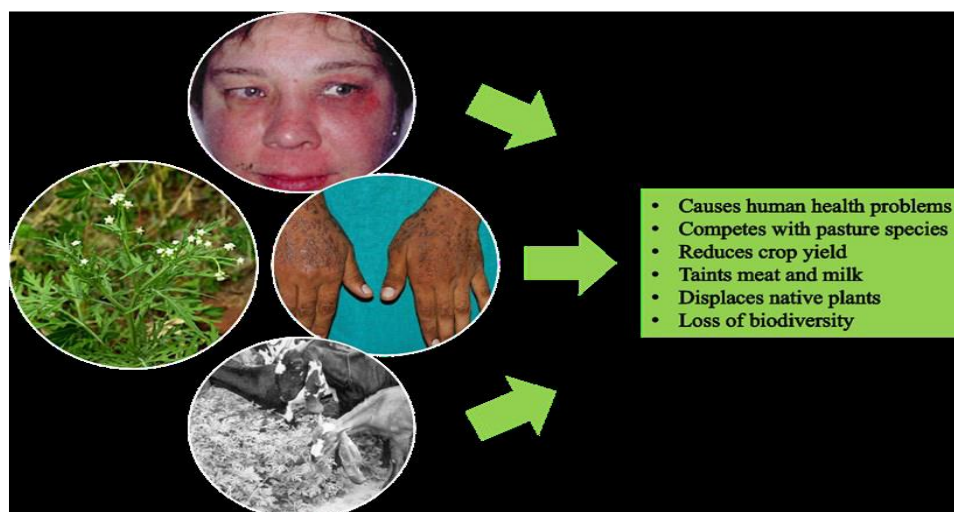 • Causes human health problems
• Competes with pasture species
• Reduces crop yield
• Taints meat and milk
• Displaces native plants
• Loss of biodiversity